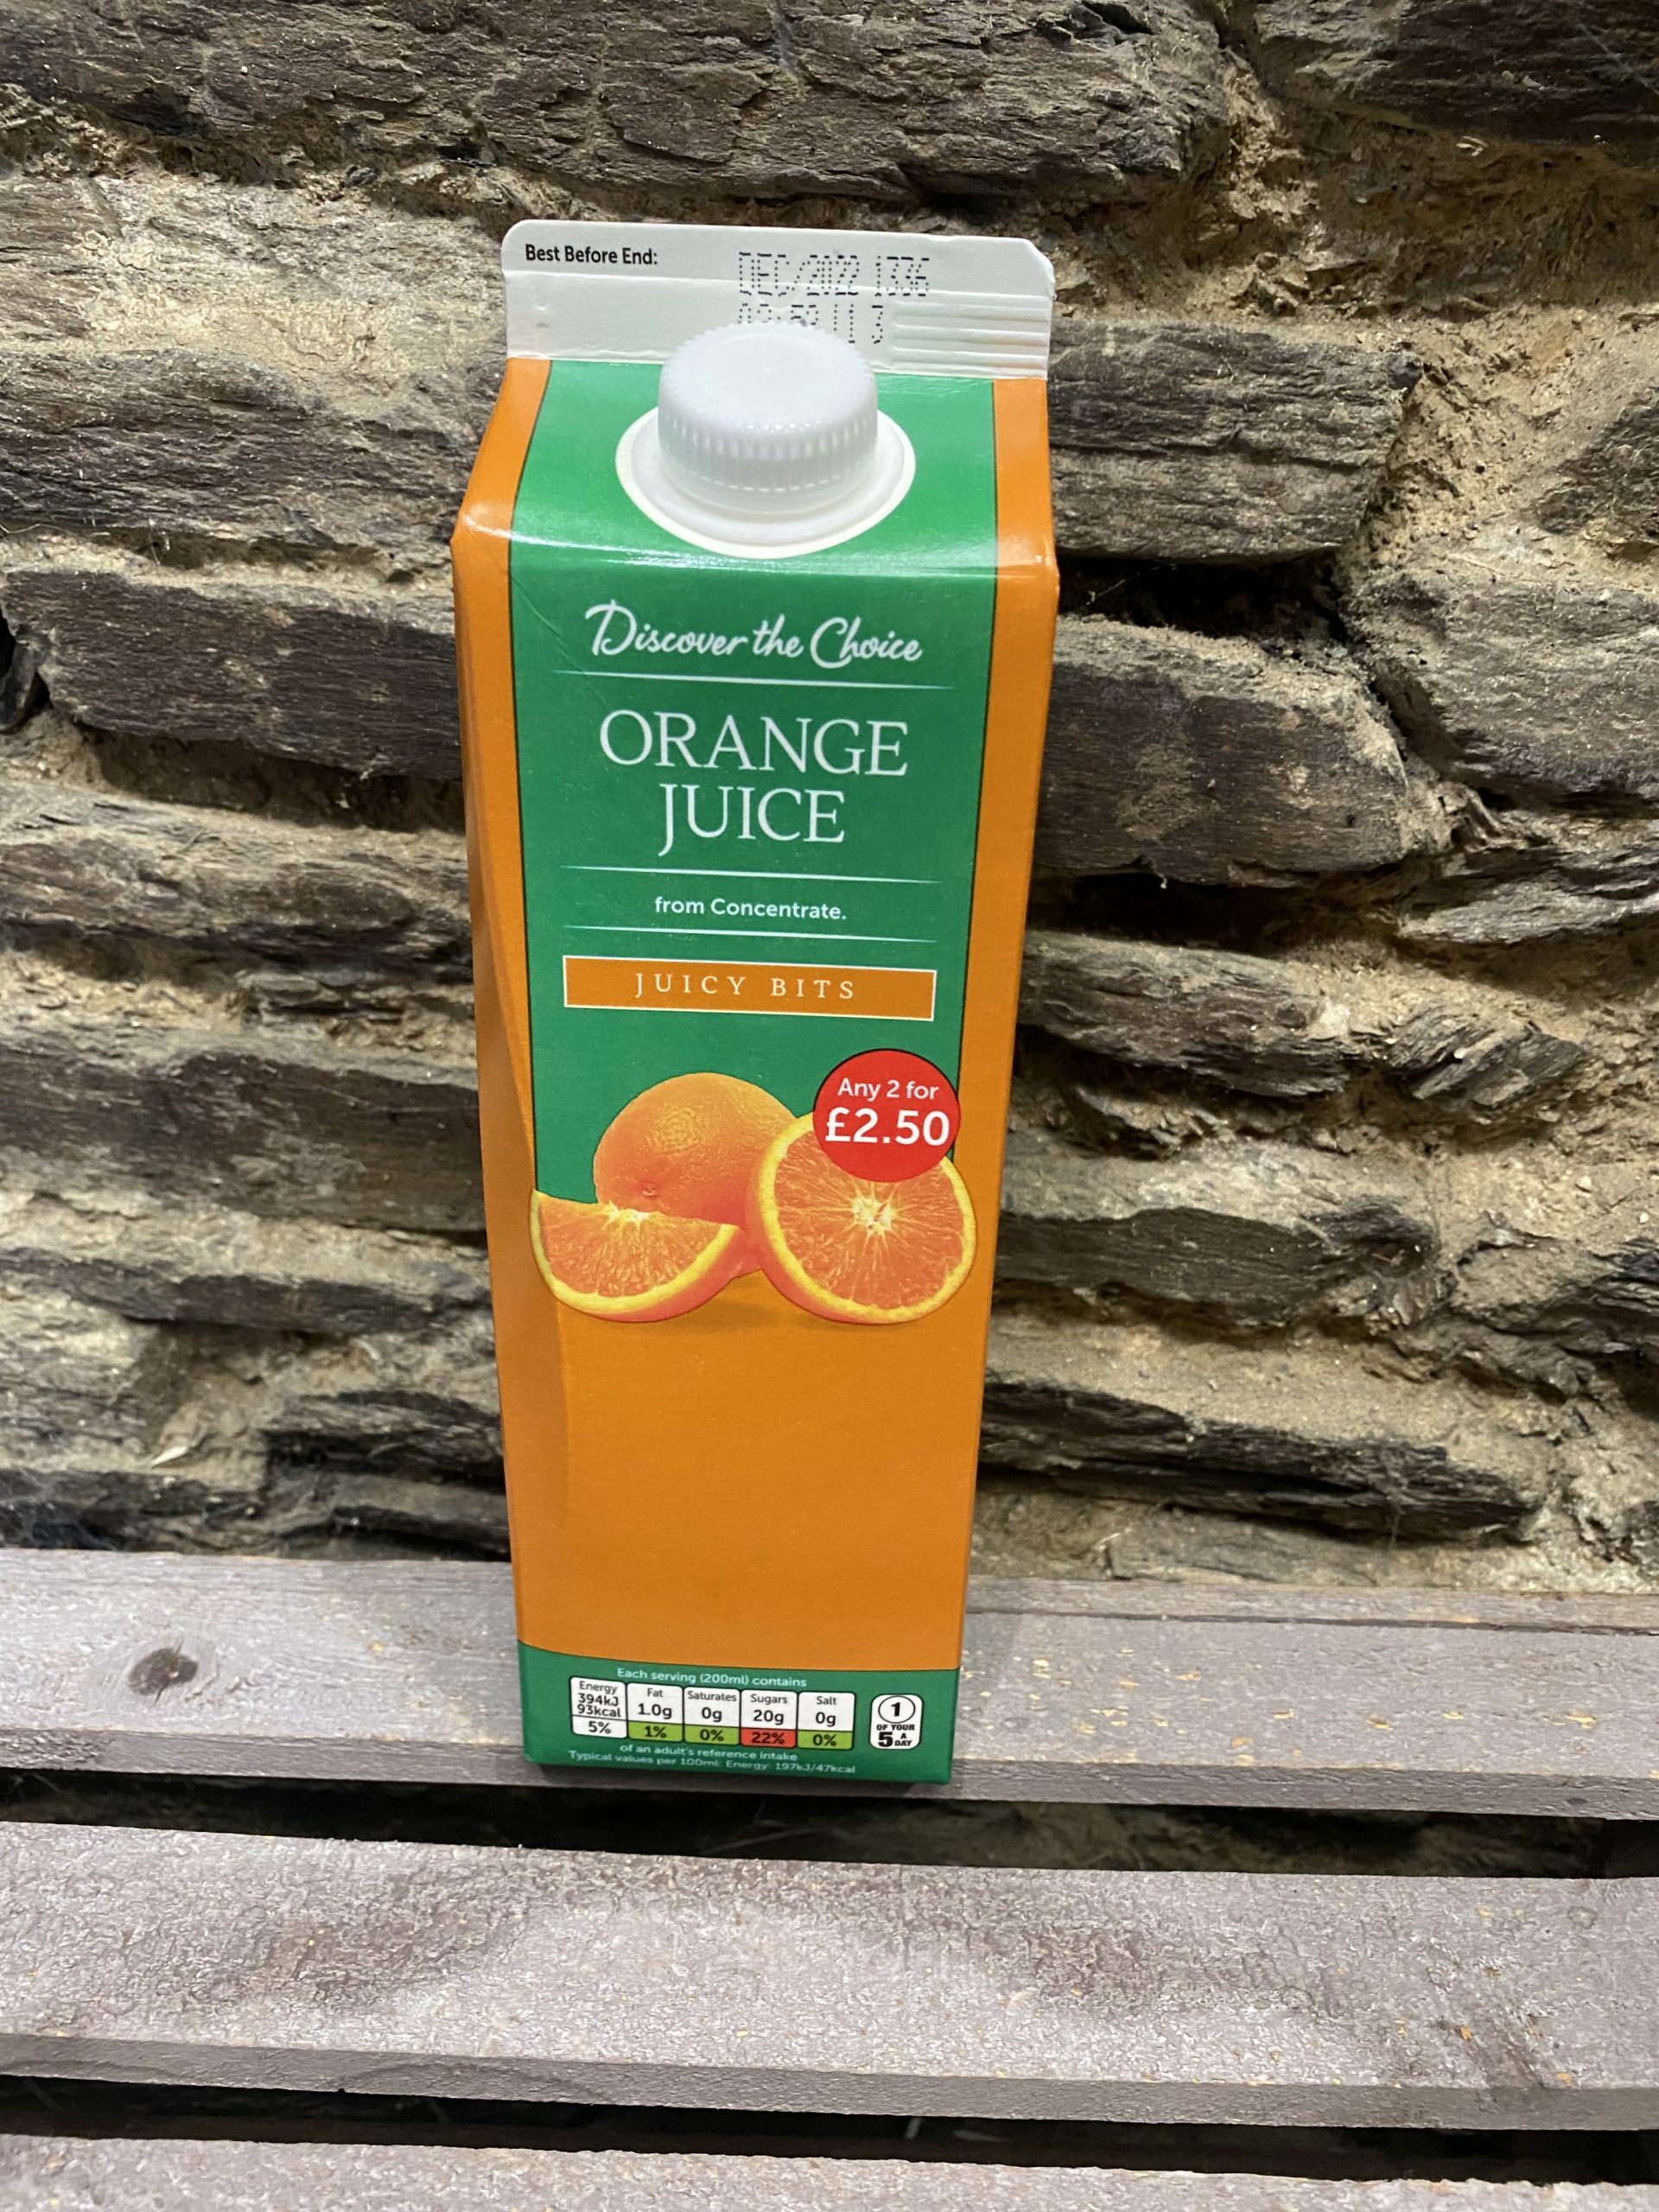 Best Before End:
DEC/2022 1336
11 3
Discover the Choice
ORANGE
JUICE
from Concentrate.
JUICY BITS
Any 2 for
£2.50
Each serving (200ml) contains
Energy Fat Saturates Sugars Salt
394kJ
93kcal 1.0g 0g 20g 0g
5% 1% 0% 22% 0%
1
OF YOUR
5 A DAY
of an adult's reference intake
Typical values per 100ml: Energy: 197kJ/47kcal